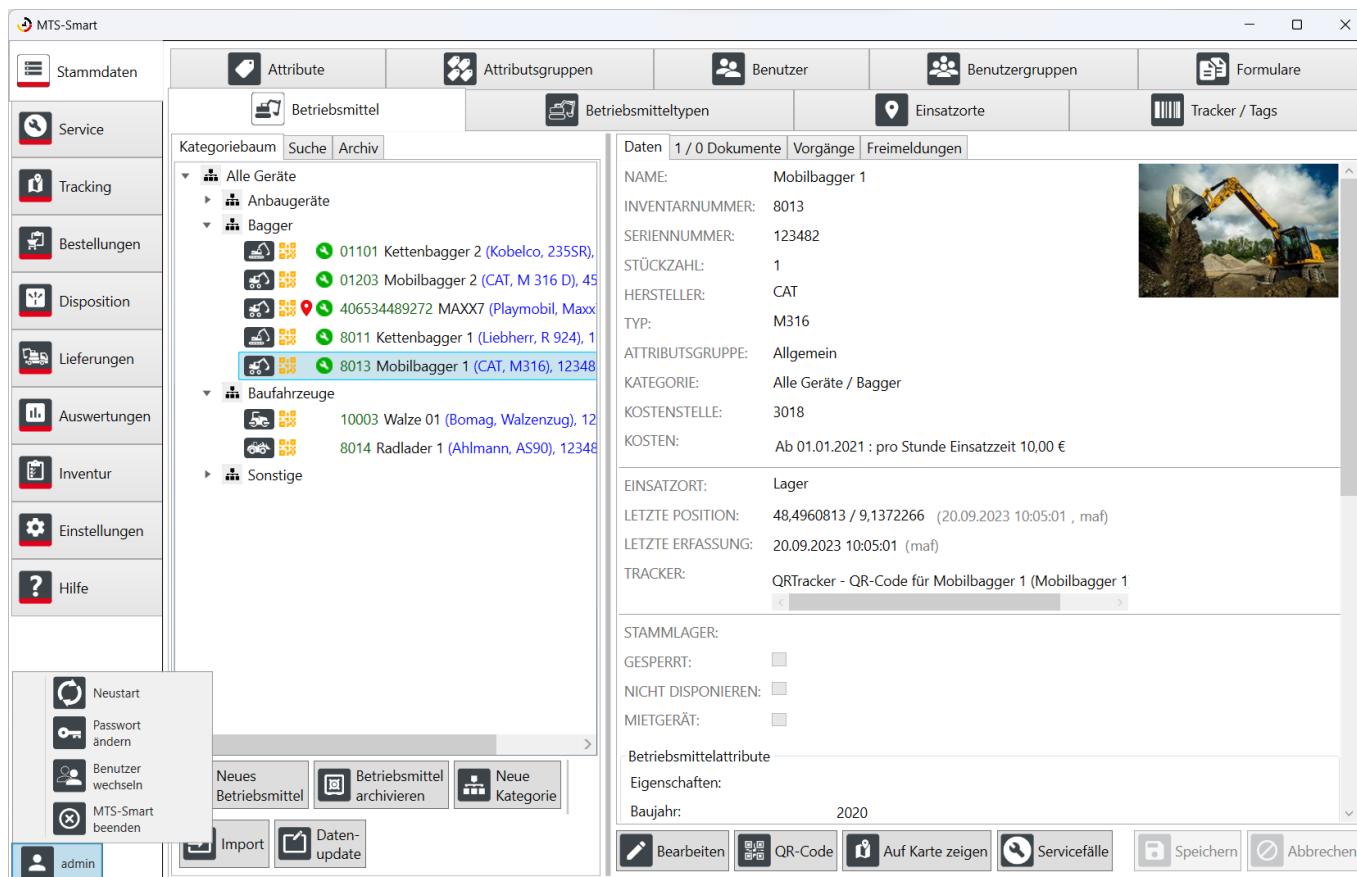 MTS-Smart
Stammdaten
Service
Tracking
Bestellungen
Disposition
Lieferungen
Auswertungen
Inventur
Einstellungen
Hilfe
Attribute
Attributsgruppen
Benutzer
Benutzergruppen
Formulare
Betriebsmittel
Betriebsmitteltypen
Einsatzorte
Tracker / Tags
Kategoriebaum Suche Archiv
Alle Geräte
Anbaugeräte
Bagger
01101 Kettenbagger 2 (Kobelco, 235SR),
01203 Mobilbagger 2 (CAT, M 316 D), 45
406534489272 MAXX7 (Playmobil, Maxx
8011 Kettenbagger 1 (Liebherr, R 924), 1
8013 Mobilbagger 1 (CAT, M316), 12348
Baufahrzeuge
10003 Walze 01 (Bomag, Walzenzug), 12
8014 Radlader 1 (Ahlmann, AS90), 12348
Sonstige
Neues
Betriebsmittel
Betriebsmittel
archivieren
Neue
Kategorie
Import
Daten-
update
Neustart
Passwort
ändern
Benutzer
wechseln
MTS-Smart
beenden
admin
Daten 1 / 0 Dokumente Vorgänge Freimeldungen
NAME: Mobilbagger 1
INVENTARNUMMER: 8013
SERIENNUMMER: 123482
STÜCKZAHL: 1
HERSTELLER: CAT
TYP: M316
ATTRIBUTSGRUPPE: Allgemein
KATEGORIE: Alle Geräte / Bagger
KOSTENSTELLE: 3018
KOSTEN: Ab 01.01.2021 : pro Stunde Einsatzzeit 10,00 €
EINSATZORT: Lager
LETZTE POSITION: 48,4960813 / 9,1372266 (20.09.2023 10:05:01 , maf)
LETZTE ERFASSUNG: 20.09.2023 10:05:01 (maf)
TRACKER: QRTracker - QR-Code für Mobilbagger 1 (Mobilbagger 1
STAMMLAGER:
GESPERRT:
NICHT DISPONIEREN:
MIETGERÄT:
Betriebsmittelattribute
Eigenschaften:
Baujahr: 2020
Bearbeiten
QR-Code
Auf Karte zeigen
Servicefälle
Speichern
Abbrechen